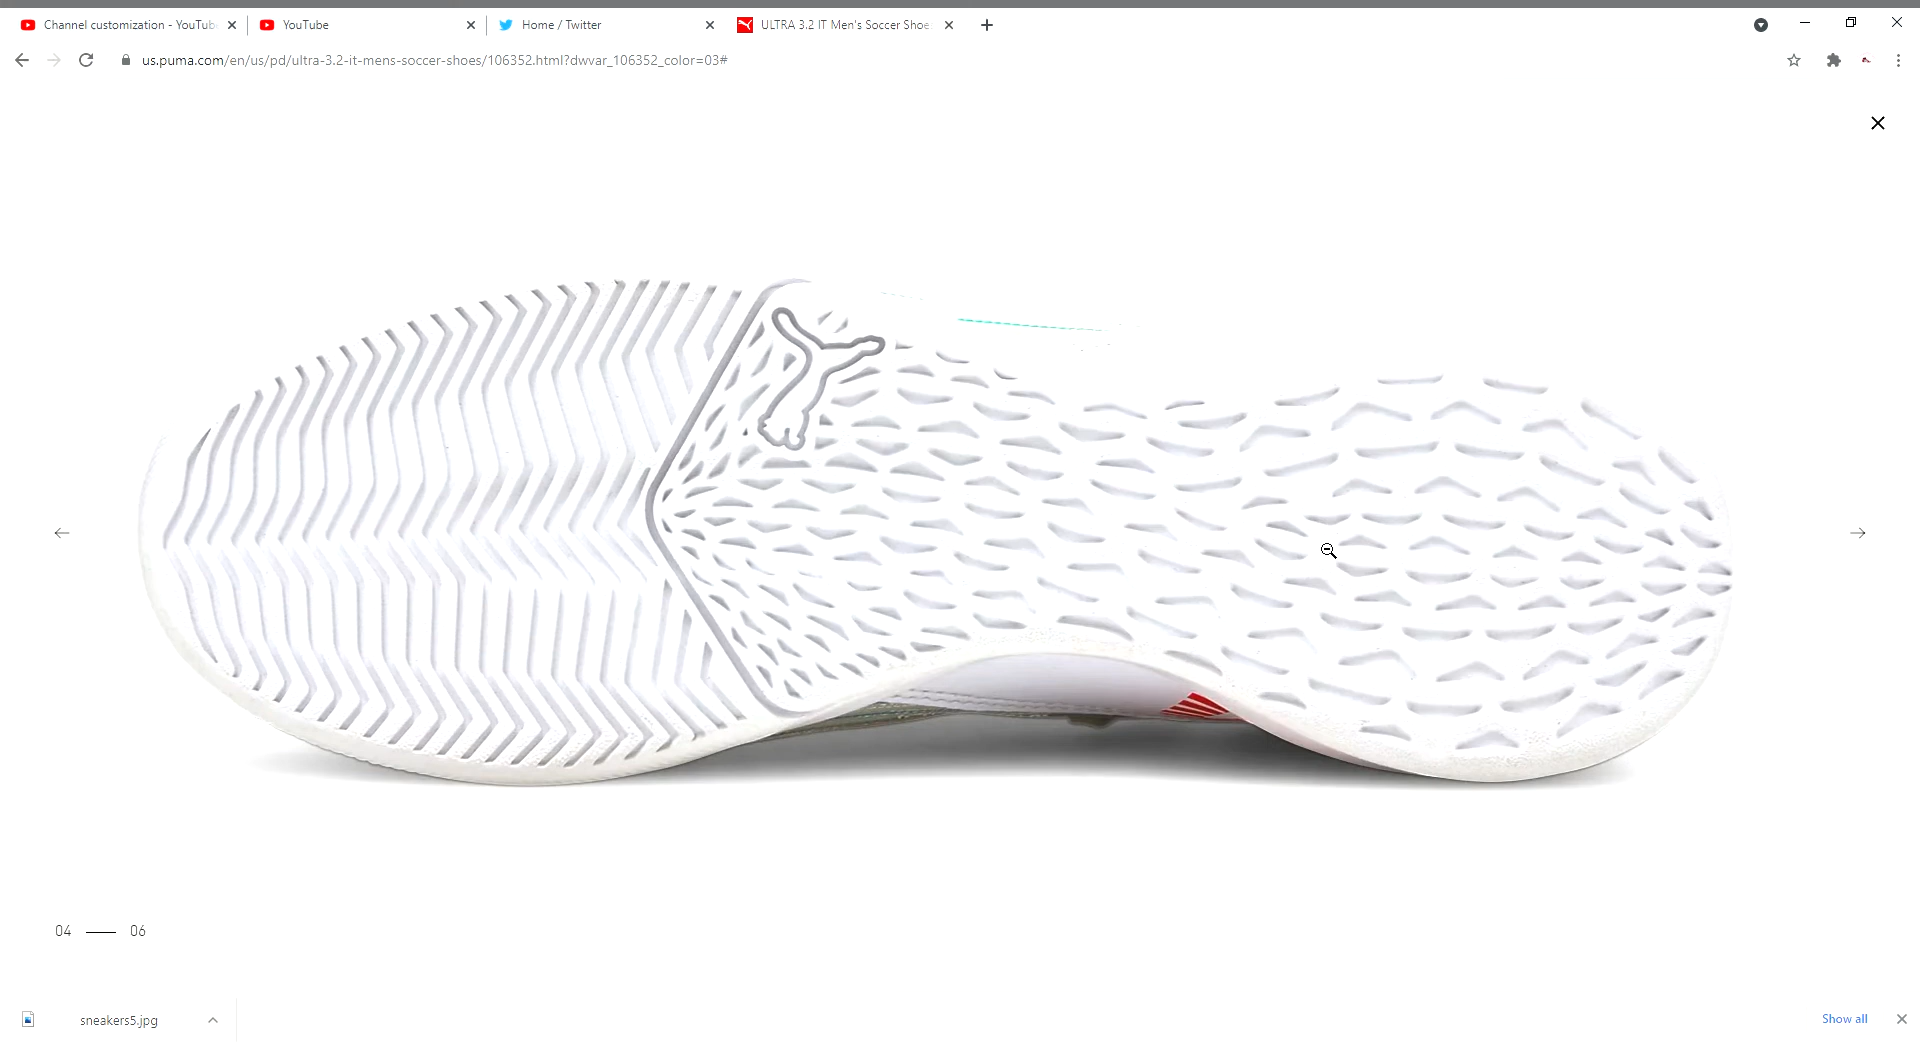 Channel customization - YouTub
YouTube
Home / Twitter
ULTRA 3.2 IT Men's Soccer Shoe
us.puma.com/en/us/pd/ultra-3.2-it-mens-soccer-shoes/106352.html?dwvar_106352_color=03#
04 — 06
sneakers5.jpg
Show all